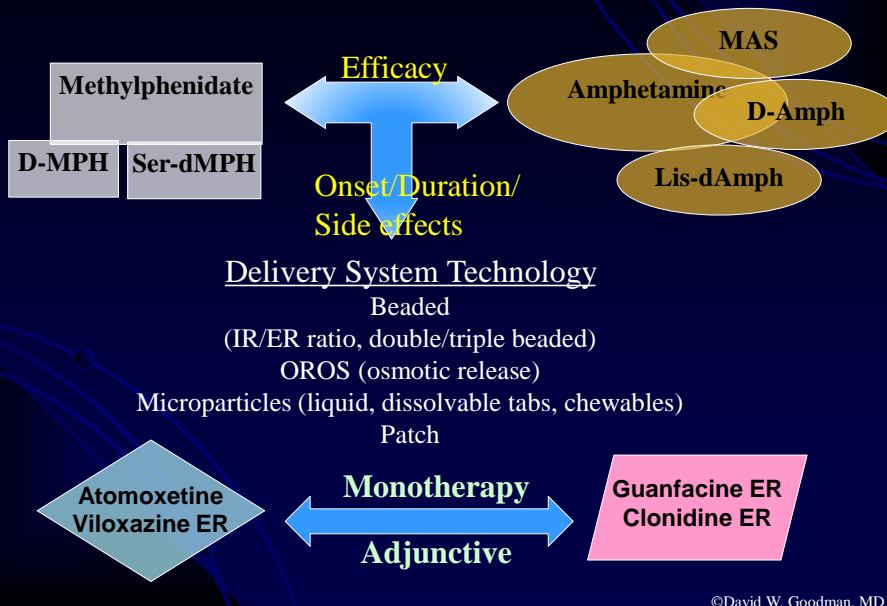 MAS
Efficacy
Methylphenidate
Amphetamine
D-Amph
D-MPH
Ser-dMPH
Lis-dAmph
Onset/Duration/
Side effects
Delivery System Technology
Beaded
(IR/ER ratio, double/triple beaded)
OROS (osmotic release)
Microparticles (liquid, dissolvable tabs, chewables)
Patch
Atomoxetine
Viloxazine ER
Monotherapy
Adjunctive
Guanfacine ER
Clonidine ER
©David W. Goodman, MD